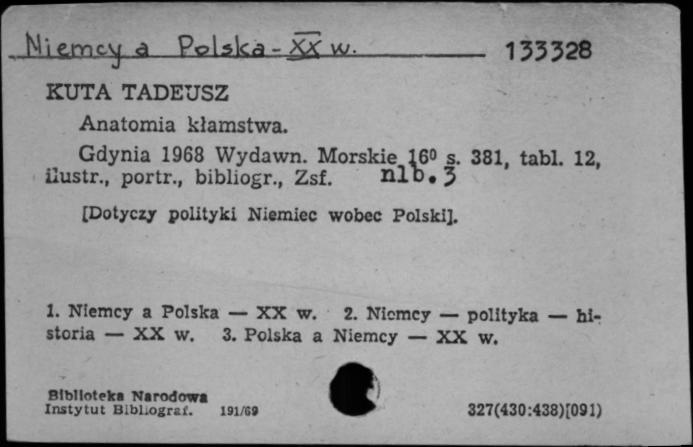 Niemcy a Polska - XX w. 133328
KUTA TADEUSZ
Anatomia kłamstwa.
Gdynia 1968 Wydawn. Morskie 16⁰ s. 381, tabl. 12,
ilustr., portr., bibliogr., Zsf. nlb. 3
[Dotyczy polityki Niemiec wobec Polski].
1. Niemcy a Polska — XX w. 2. Niemcy — polityka — hi-
storia — XX w. 3. Polska a Niemcy — XX w.
Biblioteka Narodowa
Instytut Bibliograf. 191/69 327(430:438)[091)